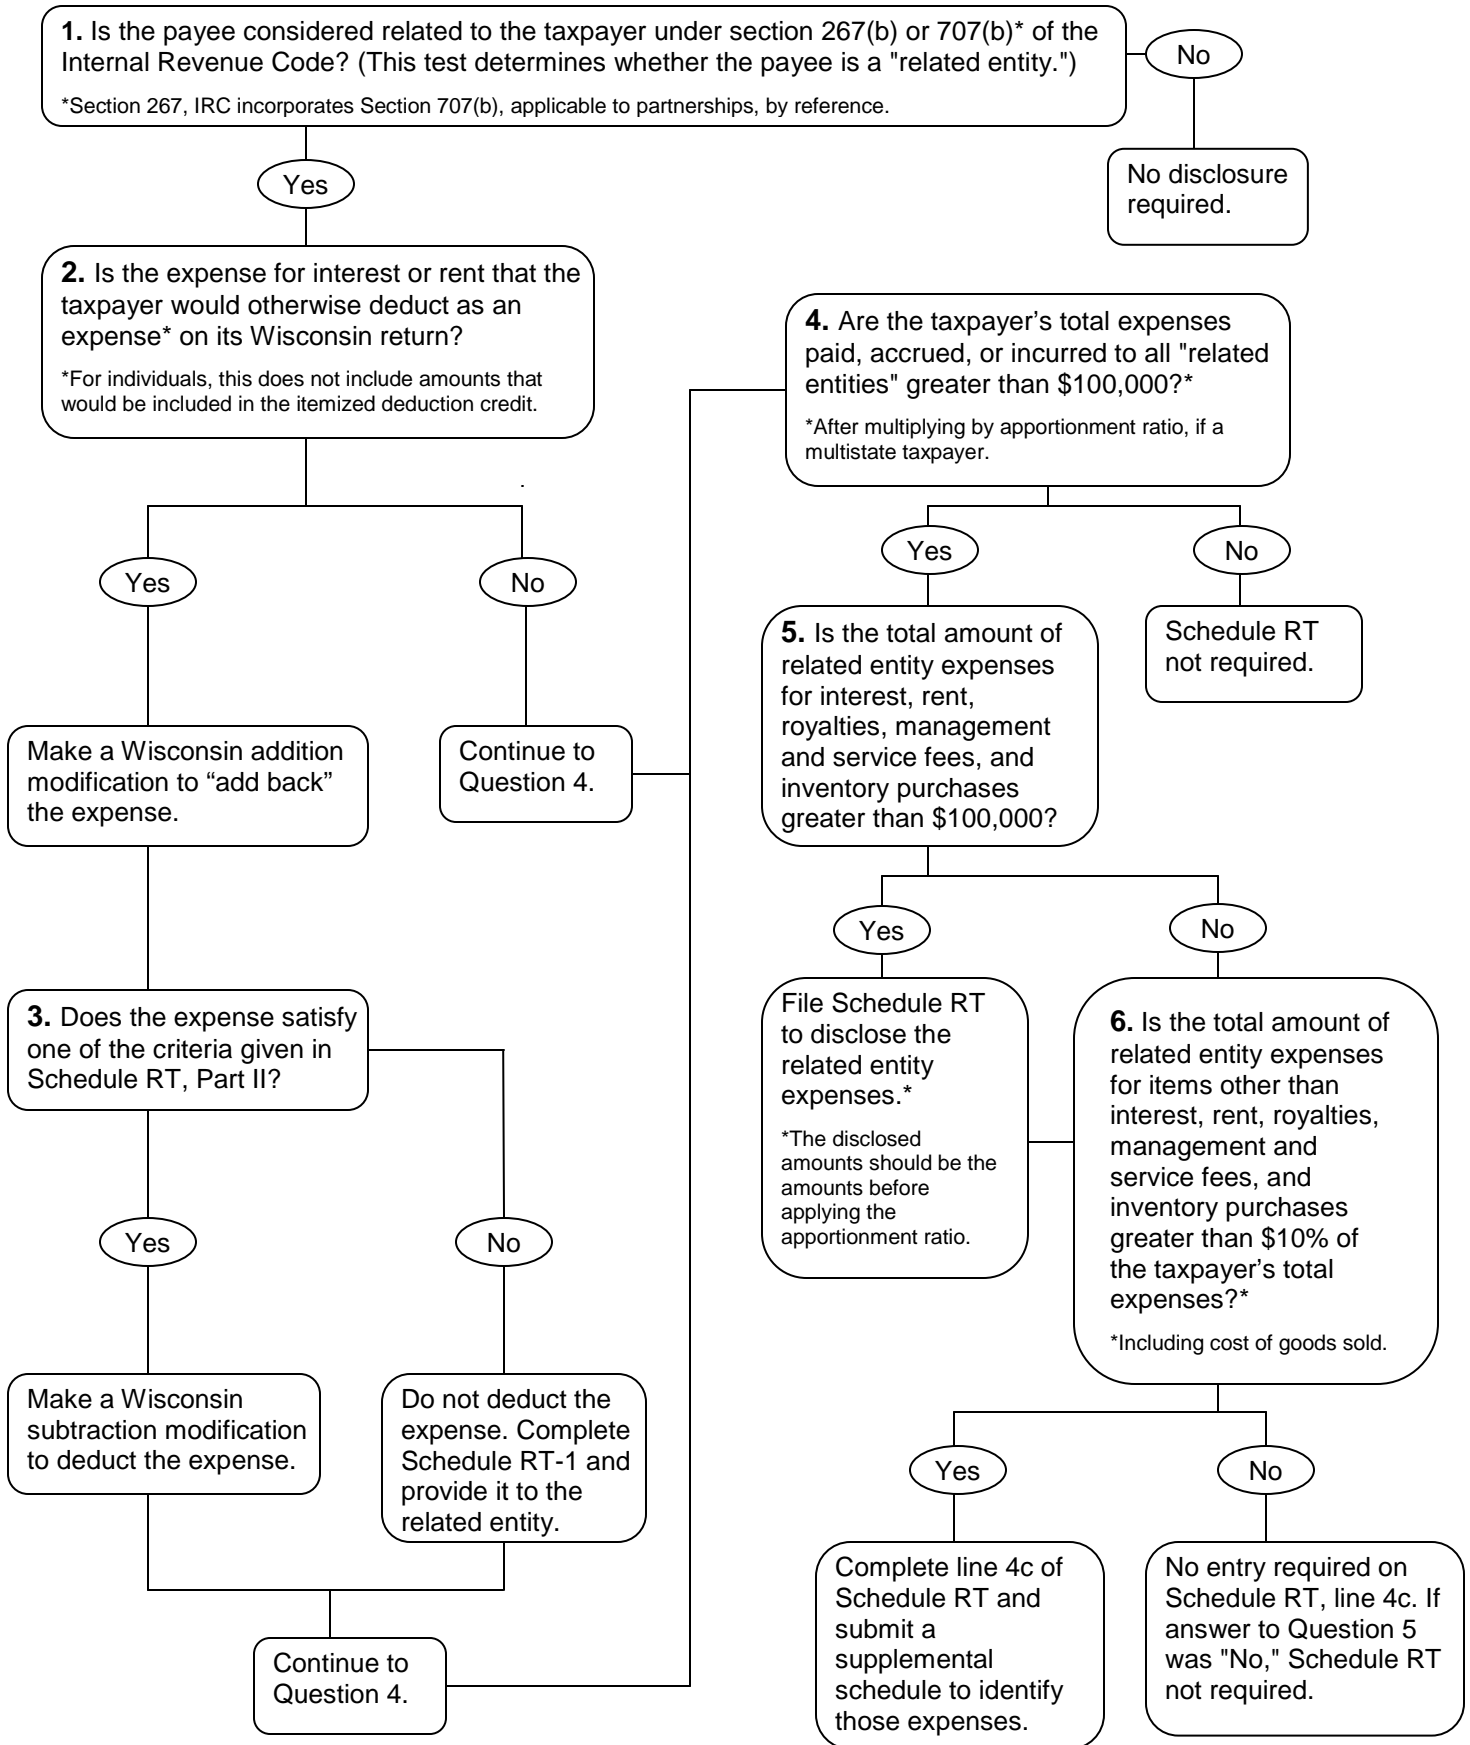 1. Is the payee considered related to the taxpayer under section 267(b) or 707(b)* of the
Internal Revenue Code? (This test determines whether the payee is a "related entity.")
*Section 267, IRC incorporates Section 707(b), applicable to partnerships, by reference.
No
No disclosure
required.
Yes
2. Is the expense for interest or rent that the
taxpayer would otherwise deduct as an
expense* on its Wisconsin return?
*For individuals, this does not include amounts that
would be included in the itemized deduction credit.
.
Yes
No
Make a Wisconsin addition
modification to “add back”
the expense.
Continue to
Question 4.
3. Does the expense satisfy
one of the criteria given in
Schedule RT, Part II?
Yes
No
Make a Wisconsin
subtraction modification
to deduct the expense.
Do not deduct the
expense. Complete
Schedule RT-1 and
provide it to the
related entity.
Continue to
Question 4.
4. Are the taxpayer’s total expenses
paid, accrued, or incurred to all "related
entities" greater than $100,000?*
*After multiplying by apportionment ratio, if a
multistate taxpayer.
Yes
No
5. Is the total amount of
related entity expenses
for interest, rent,
royalties, management
and service fees, and
inventory purchases
greater than $100,000?
Schedule RT
not required.
Yes
No
File Schedule RT
to disclose the
related entity
expenses.*
*The disclosed
amounts should be the
amounts before
applying the
apportionment ratio.
6. Is the total amount of
related entity expenses
for items other than
interest, rent, royalties,
management and
service fees, and
inventory purchases
greater than $10% of
the taxpayer’s total
expenses?*
*Including cost of goods sold.
Yes
No
Complete line 4c of
Schedule RT and
submit a
supplemental
schedule to identify
those expenses.
No entry required on
Schedule RT, line 4c. If
answer to Question 5
was "No," Schedule RT
not required.